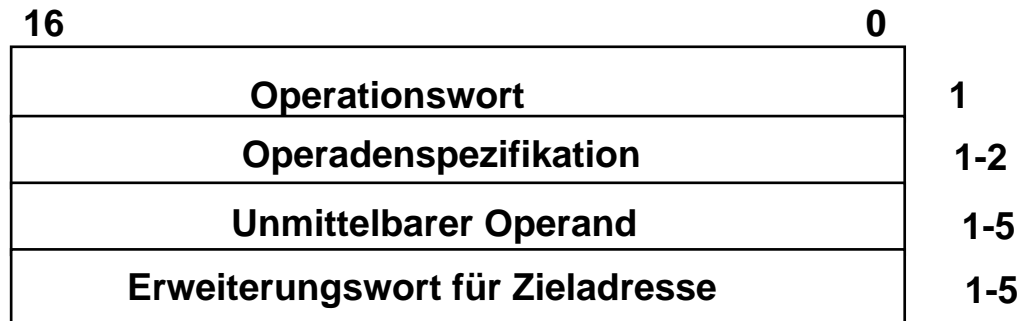 16 0
Operationswort 1
Operadenspezifikation 1-2
Unmittelbarer Operand 1-5
Erweiterungswort für Zieladresse 1-5